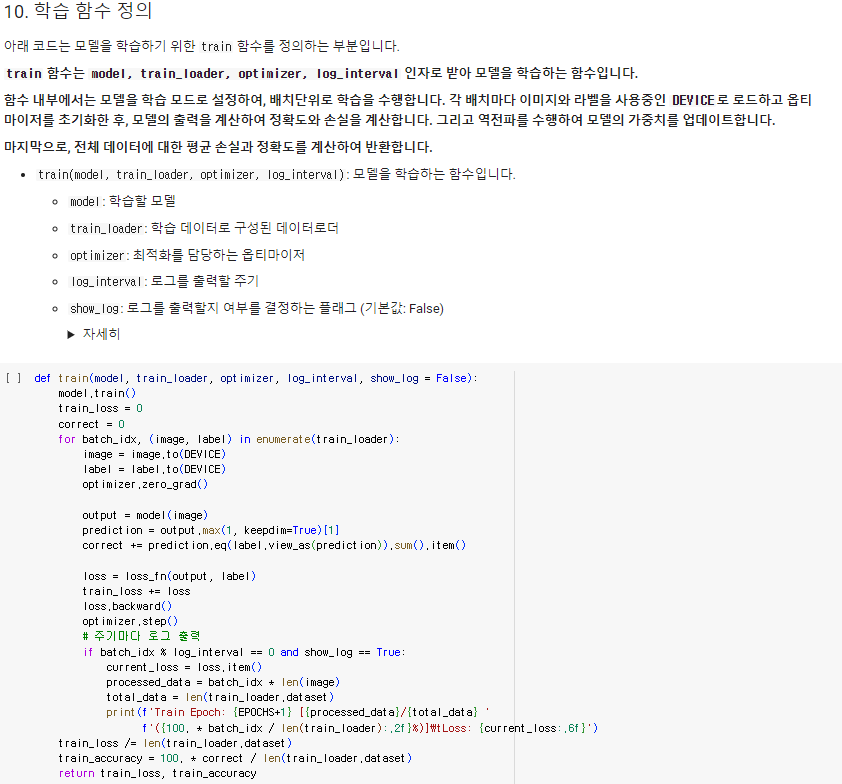 10. 학습 함수 정의
아래 코드는 모델을 학습하기 위한 train 함수를 정의하는 부분입니다.
train 함수는 model, train_loader, optimizer, log_interval 인자로 받아 모델을 학습하는 함수입니다.
함수 내부에서는 모델을 학습 모드로 설정하여, 배치단위로 학습을 수행합니다. 각 배치마다 이미지와 라벨을 사용중인 DEVICE로 로드하고 옵티
마이저를 초기화한 후, 모델의 출력을 계산하여 정확도와 손실을 계산합니다. 그리고 역전파를 수행하여 모델의 가중치를 업데이트합니다.
마지막으로, 전체 데이터에 대한 평균 손실과 정확도를 계산하여 반환합니다.
• train(model, train_loader, optimizer, log_interval): 모델을 학습하는 함수입니다.
◦ model: 학습할 모델
◦ train_loader: 학습 데이터로 구성된 데이터로더
◦ optimizer: 최적화를 담당하는 옵티마이저
◦ log_interval: 로그를 출력할 주기
◦ show_log: 로그를 출력할지 여부를 결정하는 플래그 (기본값: False)
▶ 자세히
[ ] def train(model, train_loader, optimizer, log_interval, show_log = False):
    model.train()
    train_loss = 0
    correct = 0
    for batch_idx, (image, label) in enumerate(train_loader):
        image = image.to(DEVICE)
        label = label.to(DEVICE)
        optimizer.zero_grad()
        output = model(image)
        prediction = output.max(1, keepdim=True)[1]
        correct += prediction.eq(label.view_as(prediction)).sum().item()
        loss = loss_fn(output, label)
        train_loss += loss
        loss.backward()
        optimizer.step()
        # 주기마다 로그 출력
        if batch_idx % log_interval == 0 and show_log == True:
            current_loss = loss.item()
            processed_data = batch_idx * len(image)
            total_data = len(train_loader.dataset)
            print(f'Train Epoch: {EPOCHS+1} [{processed_data}/{total_data} '
                  f'({100. * batch_idx / len(train_loader):.2f}%)]₩tLoss: {current_loss:.6f}')
    train_loss /= len(train_loader.dataset)
    train_accuracy = 100. * correct / len(train_loader.dataset)
    return train_loss, train_accuracy